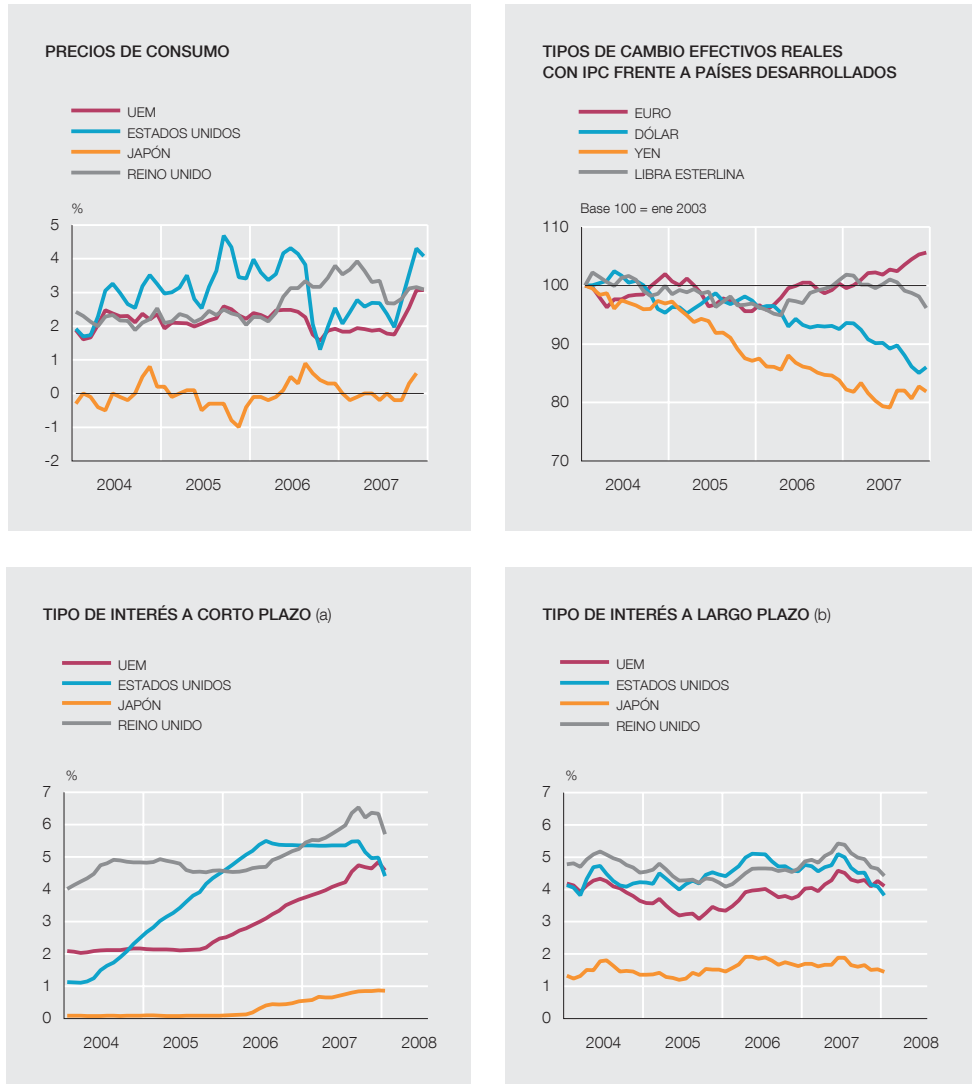 PRECIOS DE CONSUMO
UEM
ESTADOS UNIDOS
JAPÓN
REINO UNIDO
%
5
4
3
2
1
0
-1
-2
2004 2005 2006 2007
TIPOS DE CAMBIO EFECTIVOS REALES
CON IPC FRENTE A PAÍSES DESARROLLADOS
EURO
DÓLAR
YEN
LIBRA ESTERLINA
Base 100 = ene 2003
110
100
90
80
70
2004 2005 2006 2007
TIPO DE INTERÉS A CORTO PLAZO (a)
UEM
ESTADOS UNIDOS
JAPÓN
REINO UNIDO
%
7
6
5
4
3
2
1
0
2004 2005 2006 2007 2008
TIPO DE INTERÉS A LARGO PLAZO (b)
UEM
ESTADOS UNIDOS
JAPÓN
REINO UNIDO
%
7
6
5
4
3
2
1
0
2004 2005 2006 2007 2008